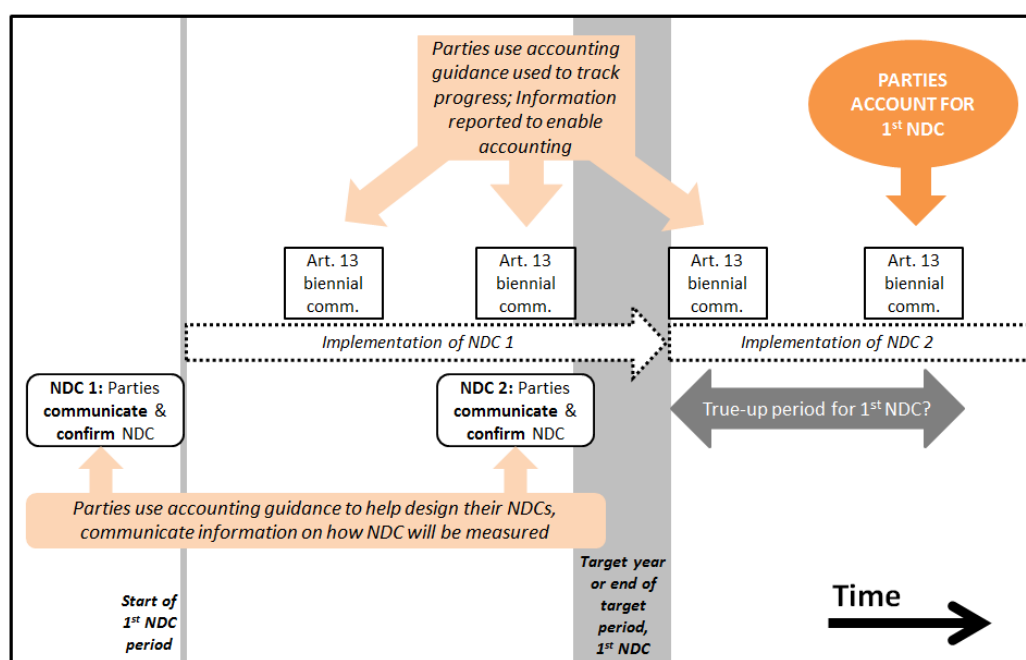 Parties use accounting
guidance used to track
progress; Information
reported to enable
accounting
PARTIES
ACCOUNT FOR
1st NDC
Art. 13
biennial
comm.
Art. 13
biennial
comm.
Art. 13
biennial
comm.
Art. 13
biennial
comm.
Implementation of NDC 1
Implementation of NDC 2
NDC 1: Parties
communicate &
confirm NDC
NDC 2: Parties
communicate &
confirm NDC
True-up period for 1st NDC?
Parties use accounting guidance to help design their NDCs,
communicate information on how NDC will be measured
Start of
1st NDC
period
Target year
or end of
target
period,
1st NDC
Time